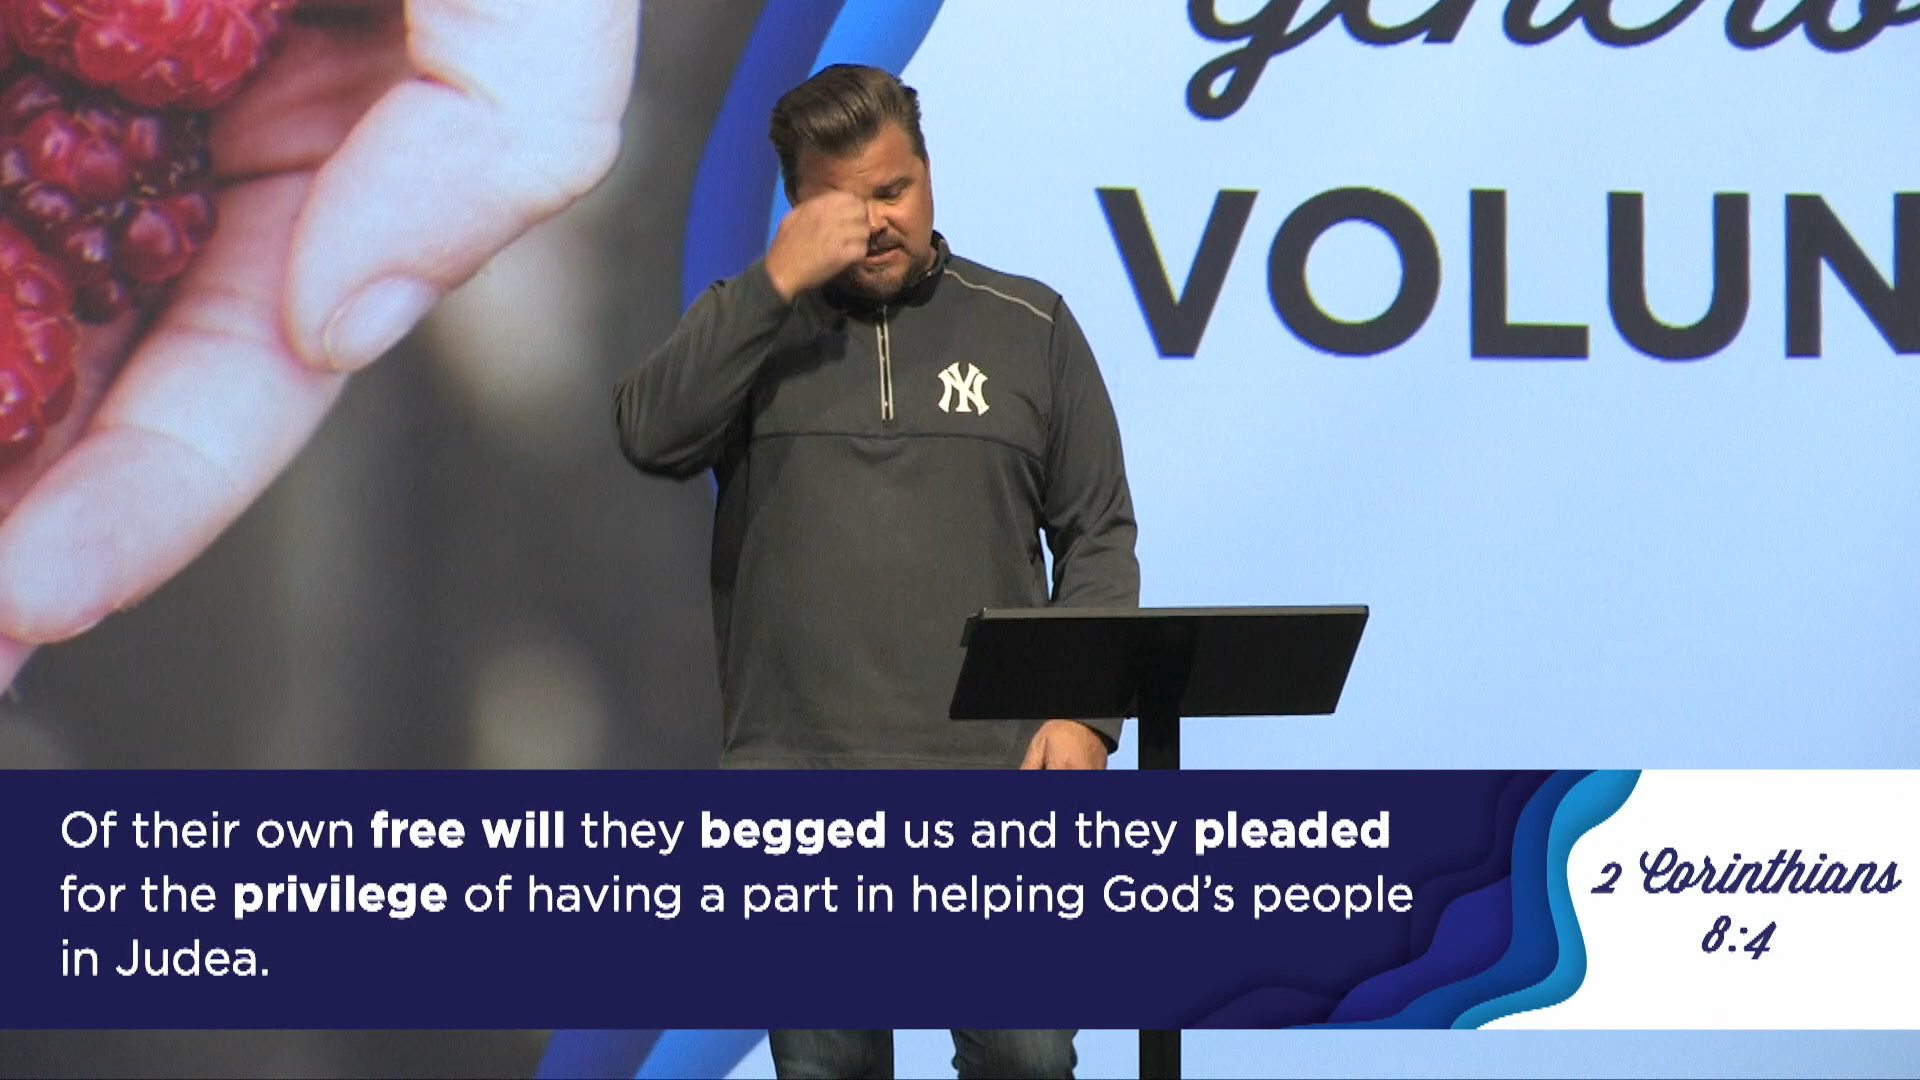 VOLUN
NY
Of their own free will they begged us and they pleaded
for the privilege of having a part in helping God's people
in Judea.
2 Corinthians
8:4